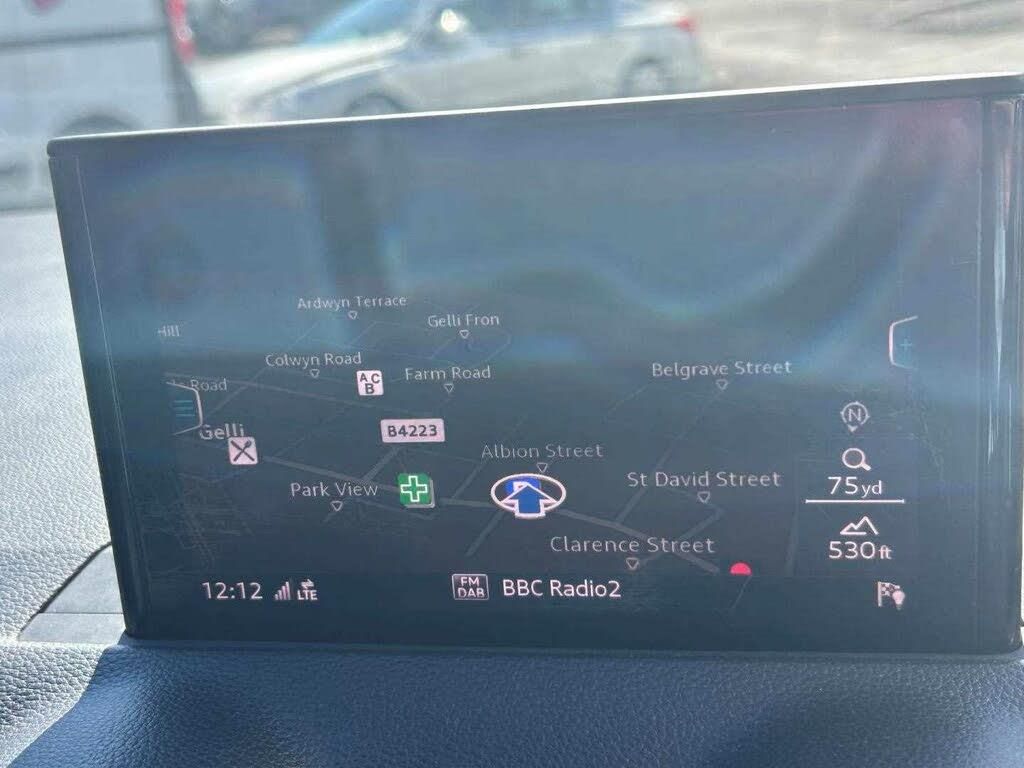 Ardwyn Terrace
Gelli Fron
Hill
Colwyn Road
Farm Road
Belgrave Street
Road
A C
B
B4223
Gelli
N
Albion Street
75yd
Park View
St David Street
Clarence Street
530ft
12:12 LTE
FM
DAB
BBC Radio2